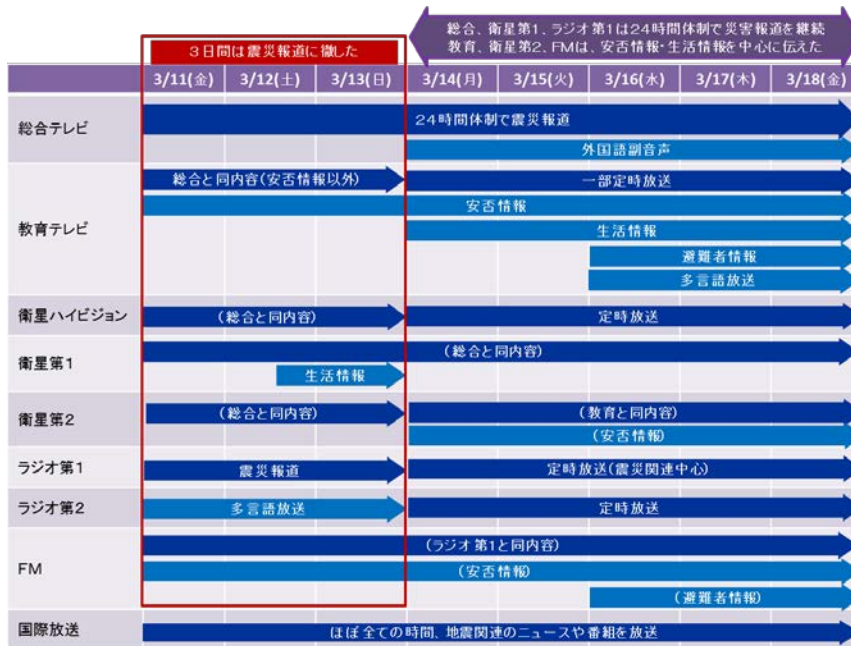 総合、衛星第1、ラジオ第1は24時間体制で災害報道を継続
教育、衛星第2、FMは、安否情報・生活情報を中心に伝えた
3日間は震災報道に徹した
3/11(金) 3/12(土) 3/13(日) 3/14(月) 3/15(火) 3/16(水) 3/17(木) 3/18(金)
総合テレビ
24時間体制で震災報道
外国語副音声
教育テレビ
総合と同内容(安否情報以外) 一部定時放送
安否情報
生活情報
避難者情報
多言語放送
衛星ハイビジョン
(総合と同内容) 定時放送
衛星第1
(総合と同内容)
生活情報
衛星第2
(総合と同内容) (教育と同内容)
(安否情報)
ラジオ第1
震災報道 定時放送(震災関連中心)
ラジオ第2
多言語放送 定時放送
FM
(ラジオ第1と同内容)
(安否情報)
(避難者情報)
国際放送
ほぼ全ての時間、地震関連のニュースや番組を放送